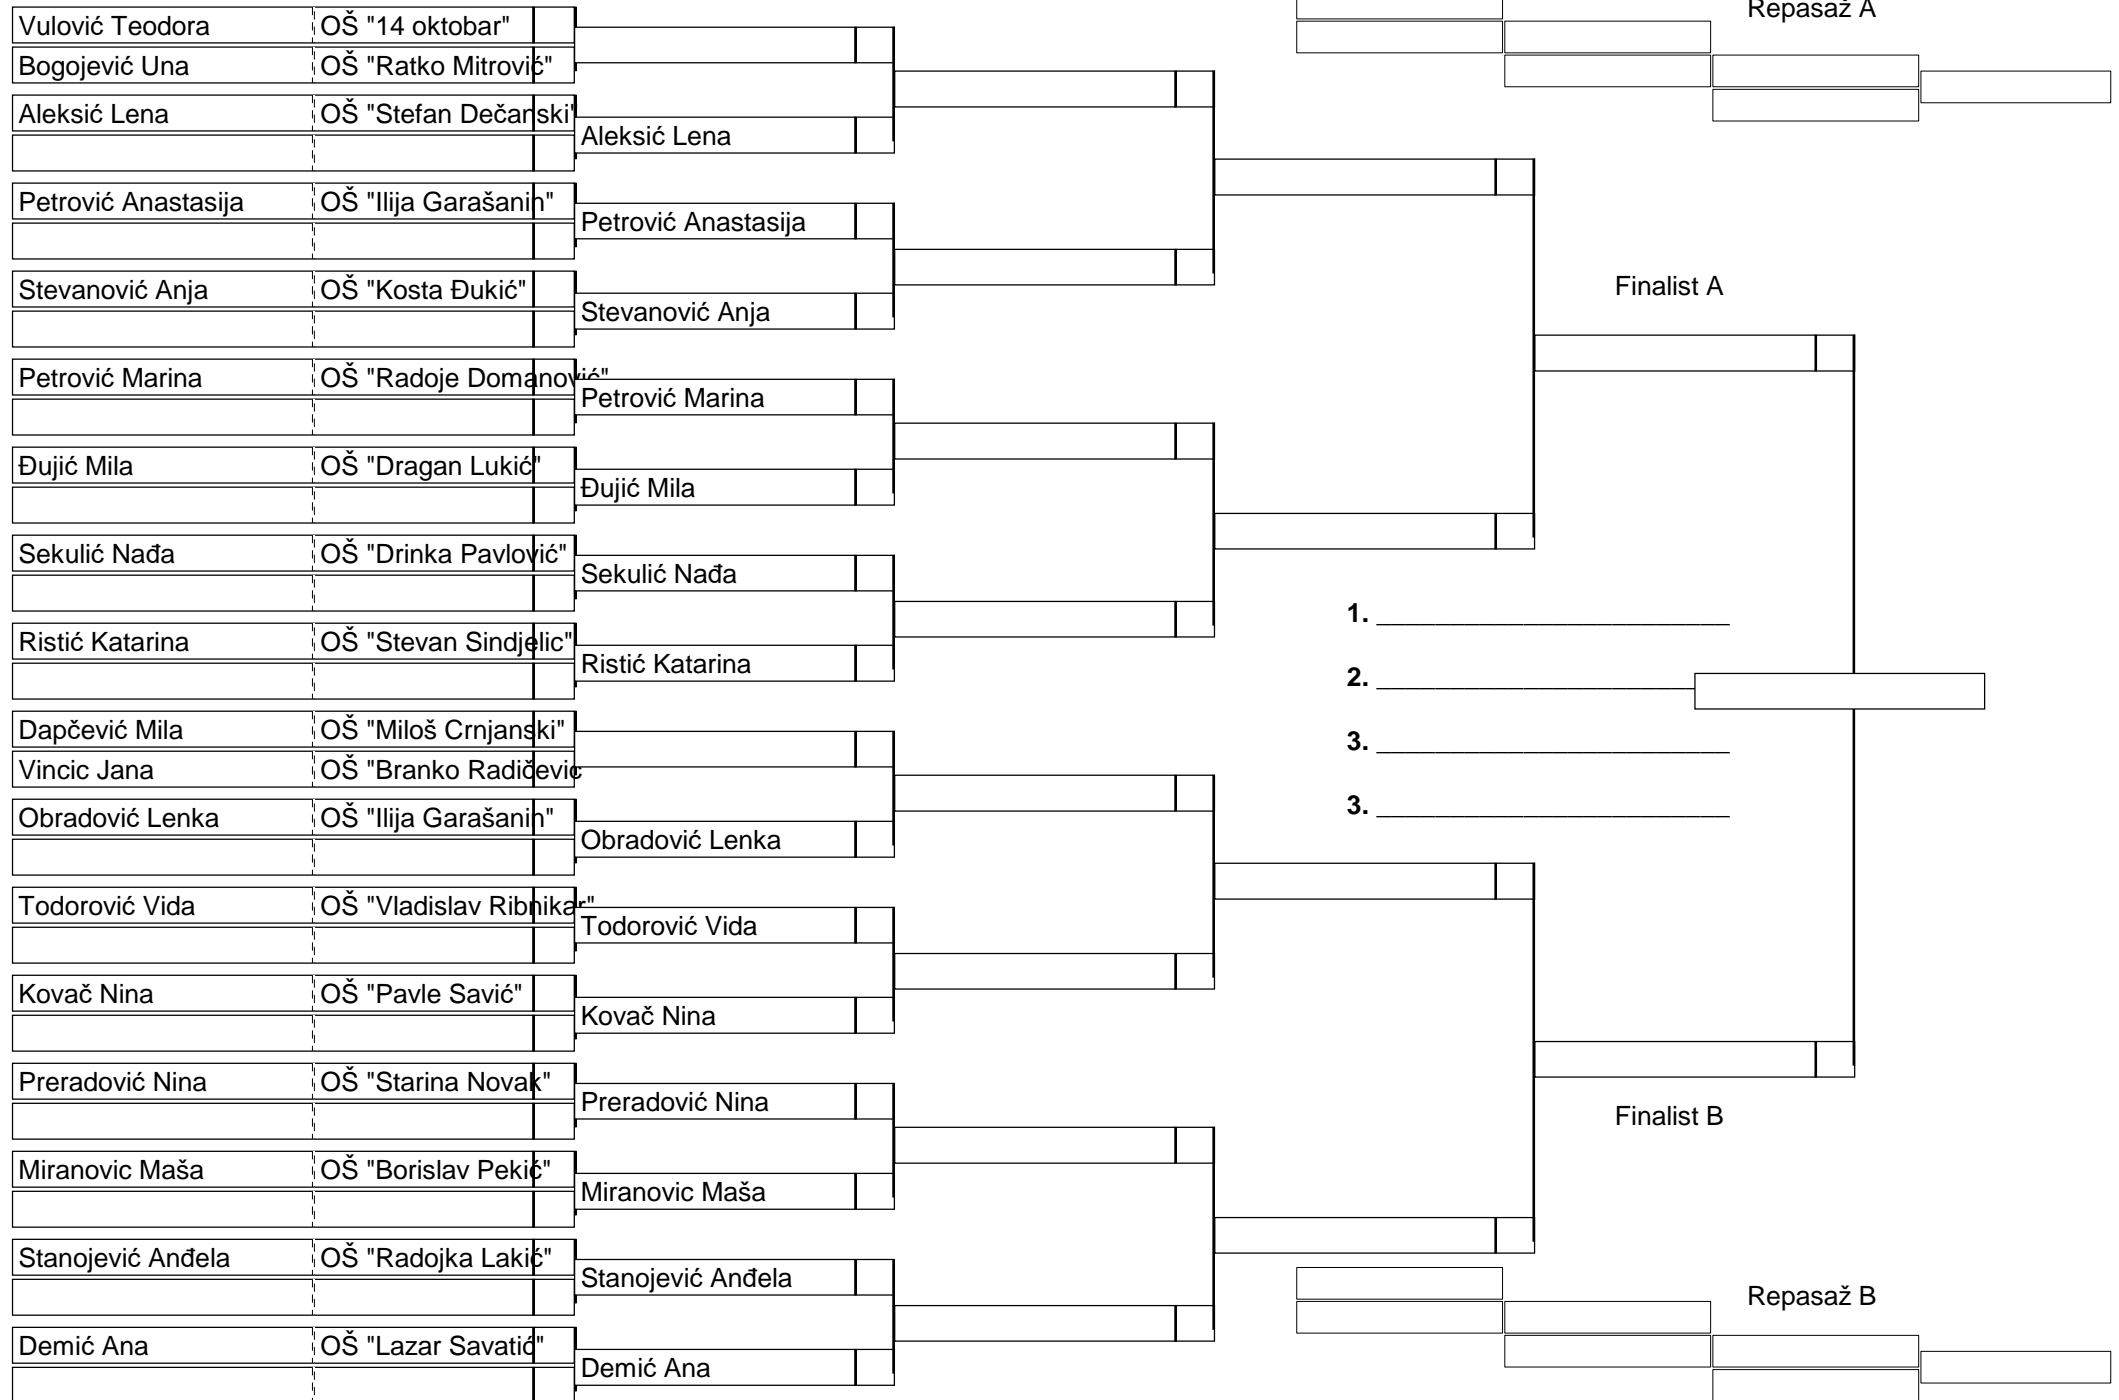 Vulović Teodora OŠ "14 oktobar"
Repasaž A
Bogojević Una OŠ "Ratko Mitrović"
Aleksić Lena OŠ "Stefan Dečanski"
Aleksić Lena
Petrović Anastasija OŠ "Ilija Garašanin"
Petrović Anastasija
Stevanović Anja OŠ "Kosta Đukić"
Finalist A
Stevanović Anja
Petrović Marina OŠ "Radoje Domanović"
Petrović Marina
Đujić Mila OŠ "Dragan Lukić"
Đujić Mila
Sekulić Nađa OŠ "Drinka Pavlović"
Sekulić Nađa
1. ________________________
Ristić Katarina OŠ "Stevan Sindjelic"
Ristić Katarina
2. ________________________
Dapčević Mila OŠ "Miloš Crnjanski"
3. ________________________
Vincic Jana OŠ "Branko Radičevic
3. ________________________
Obradović Lenka OŠ "Ilija Garašanin"
Obradović Lenka
Todorović Vida OŠ "Vladislav Ribnikar"
Todorović Vida
Kovač Nina OŠ "Pavle Savić"
Kovač Nina
Preradović Nina OŠ "Starina Novak"
Preradović Nina
Finalist B
Miranovic Maša OŠ "Borislav Pekić"
Miranovic Maša
Stanojević Anđela OŠ "Radojka Lakić"
Stanojević Anđela
Repasaž B
Demić Ana OŠ "Lazar Savatić"
Demić Ana